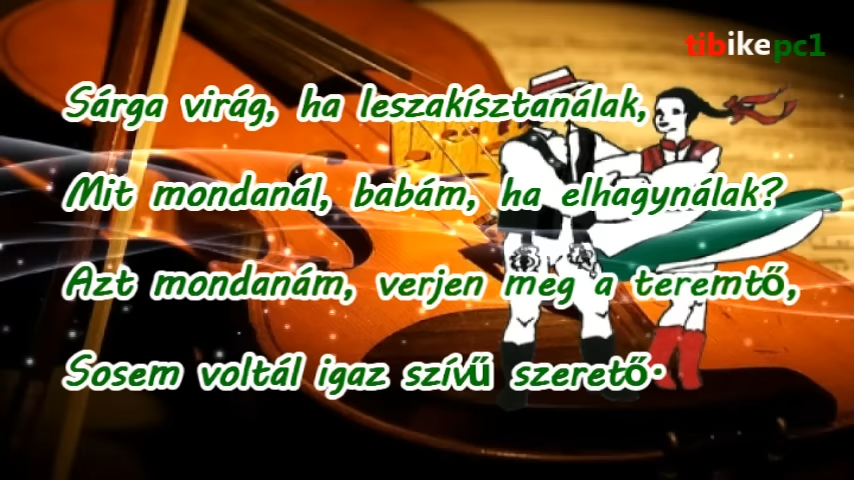 tibikepc1
Sárga virág, ha leszakísztanálak,
Mit mondanál, babám, ha elhagynálak?
Azt mondanám, verjen meg a teremtő,
Sosem voltál igaz szívű szerető.